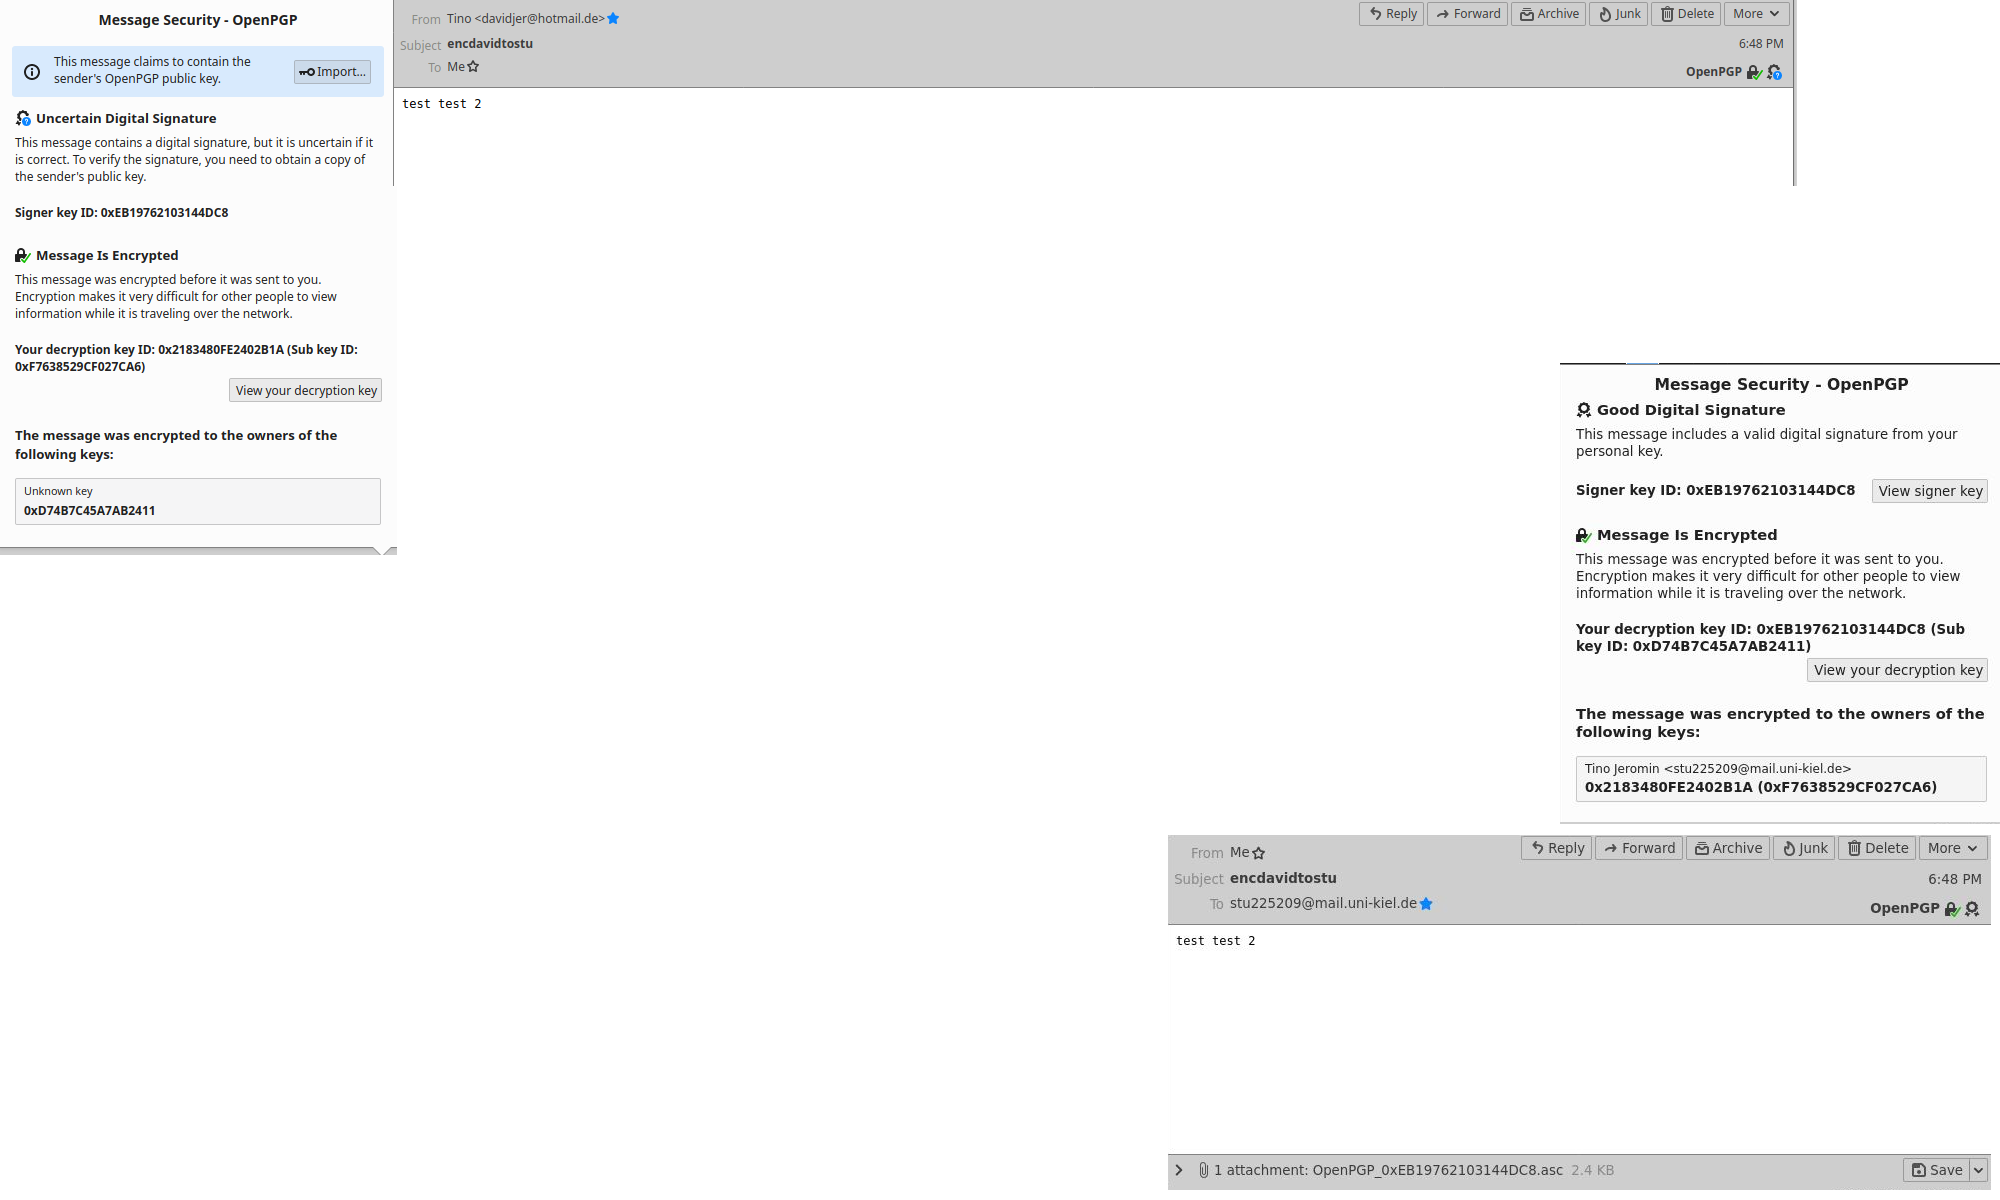 Message Security - OpenPGP
This message claims to contain the
sender's OpenPGP public key.
Import...
Uncertain Digital Signature
This message contains a digital signature, but it is uncertain if it
is correct. To verify the signature, you need to obtain a copy of
the sender's public key.
Signer key ID: 0xEB19762103144DC8
Message Is Encrypted
This message was encrypted before it was sent to you.
Encryption makes it very difficult for other people to view
information while it is traveling over the network.
Your decryption key ID: 0x2183480FE2402B1A (Sub key ID:
0xF7638529CF027CA6)
View your decryption key
The message was encrypted to the owners of the
following keys:
Unknown key
0xD74B7C45A7AB2411
From Tino <davidjer@hotmail.de>
Reply Forward Archive Junk Delete More
Subject encdavidtostu
6:48 PM
To Me
OpenPGP
test test 2
Message Security - OpenPGP
Good Digital Signature
This message includes a valid digital signature from your
personal key.
Signer key ID: 0xEB19762103144DC8 View signer key
Message Is Encrypted
This message was encrypted before it was sent to you.
Encryption makes it very difficult for other people to view
information while it is traveling over the network.
Your decryption key ID: 0xEB19762103144DC8 (Sub
key ID: 0xD74B7C45A7AB2411)
View your decryption key
The message was encrypted to the owners of the
following keys:
Tino Jeromin <stu225209@mail.uni-kiel.de>
0x2183480FE2402B1A (0xF7638529CF027CA6)
From Me
Reply Forward Archive Junk Delete More
Subject encdavidtostu
6:48 PM
To stu225209@mail.uni-kiel.de
OpenPGP
test test 2
1 attachment: OpenPGP_0xEB19762103144DC8.asc 2.4 KB
Save